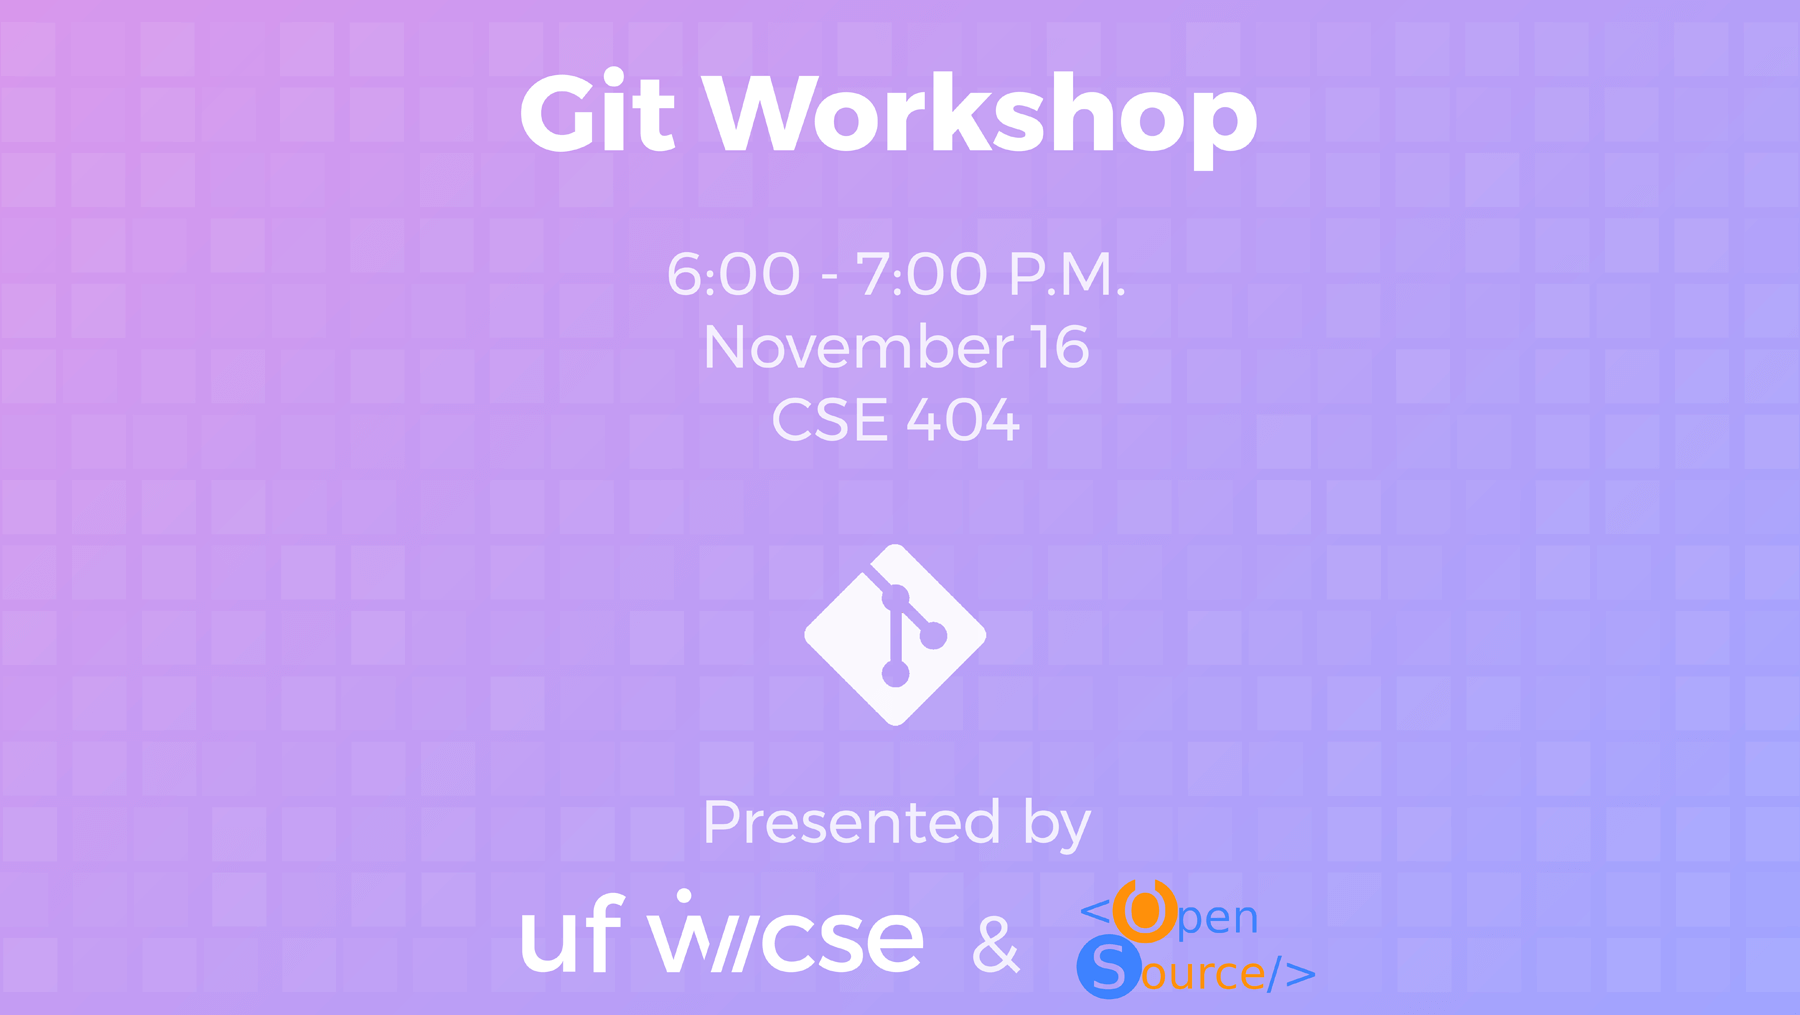 Git Workshop
6:00 - 7:00 P.M.
November 16
CSE 404
Presented by
uf wicse & <Open
Source/>